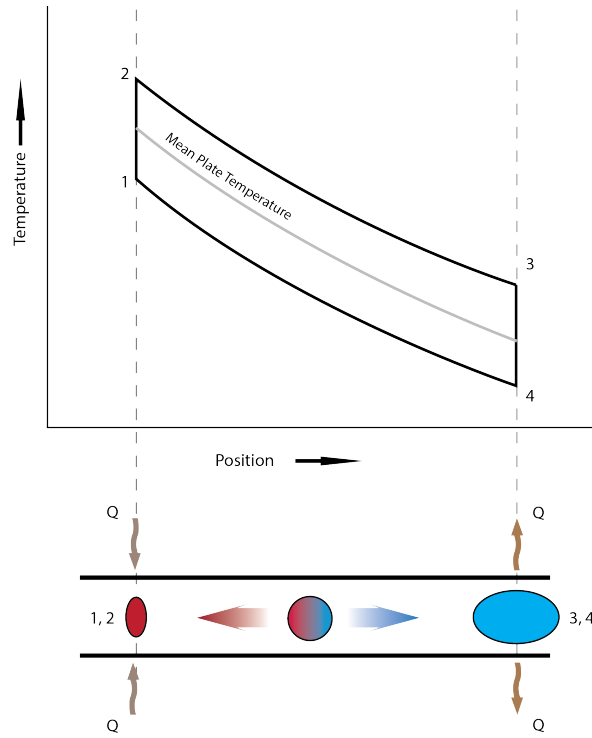 2
Mean Plate Temperature
1
Temperature
3
4
Position
Q
Q
1, 2
3, 4
Q
Q